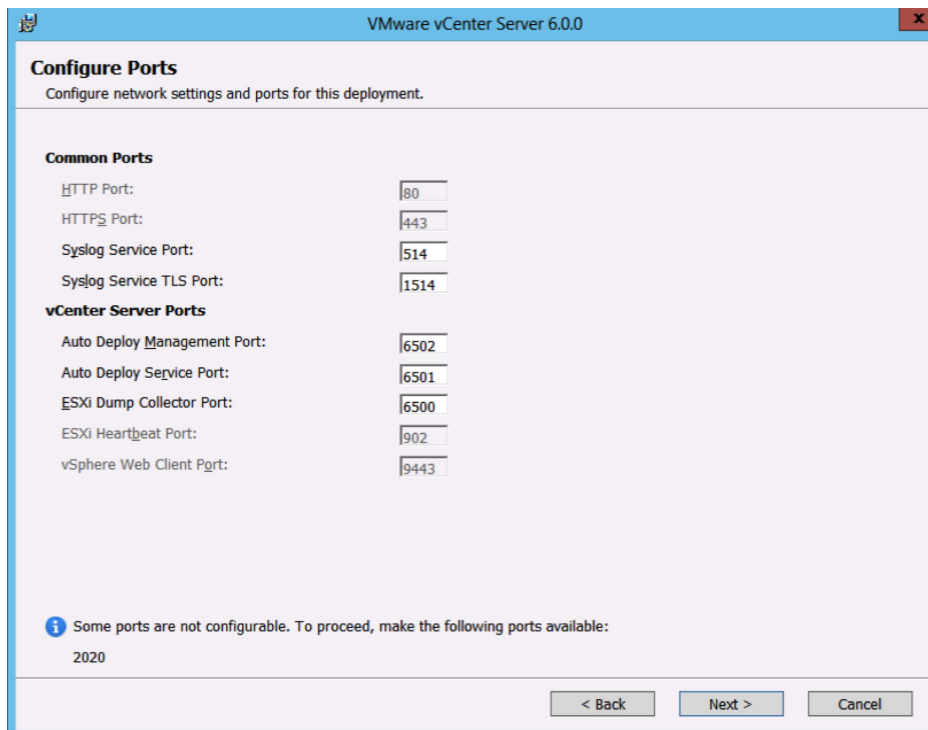 VMware vCenter Server 6.0.0
x
Configure Ports
Configure network settings and ports for this deployment.
Common Ports
HTTP Port: 80
HTTPS Port: 443
Syslog Service Port: 514
Syslog Service TLS Port: 1514
vCenter Server Ports
Auto Deploy Management Port: 6502
Auto Deploy Service Port: 6501
ESXi Dump Collector Port: 6500
ESXi Heartbeat Port: 902
vSphere Web Client Port: 9443
Some ports are not configurable. To proceed, make the following ports available:
2020
< Back Next > Cancel